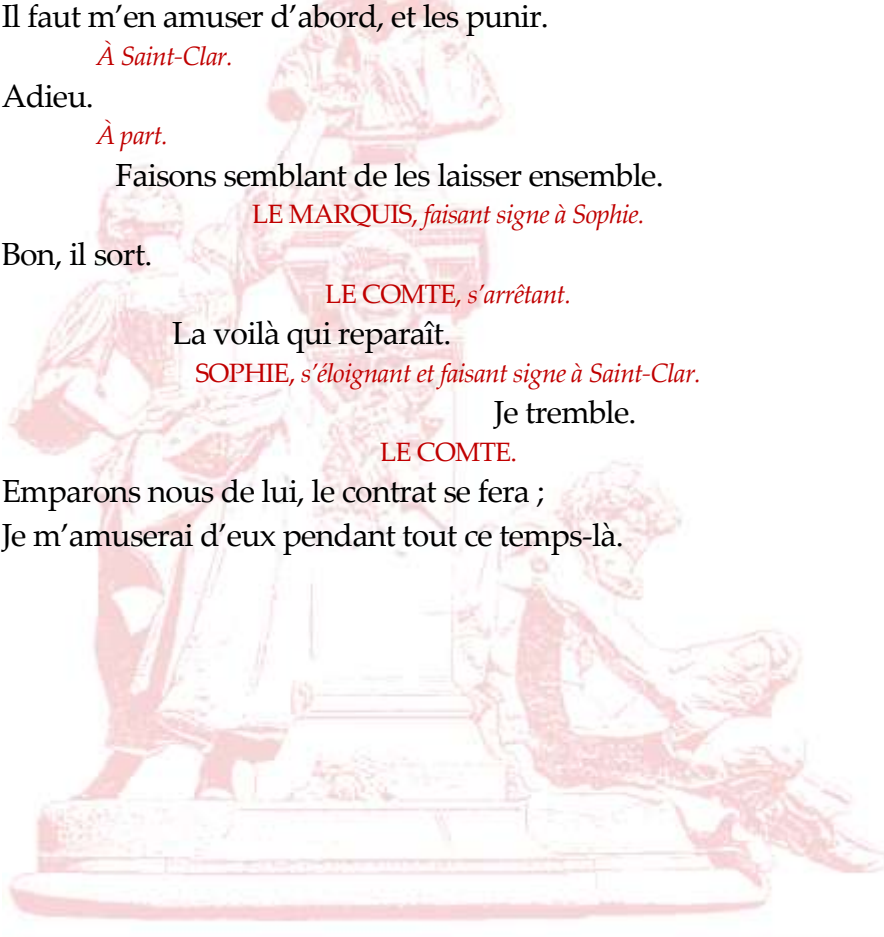 Il faut m’en amuser d’abord, et les punir.
À Saint-Clar.
Adieu.
À part.
Faisons semblant de les laisser ensemble.
LE MARQUIS, faisant signe à Sophie.
Bon, il sort.
LE COMTE, s’arrêtant.
La voilà qui reparaît.
SOPHIE, s’éloignant et faisant signe à Saint-Clar.
Je tremble.
LE COMTE.
Emparons nous de lui, le contrat se fera ;
Je m’amuserai d’eux pendant tout ce temps-là.